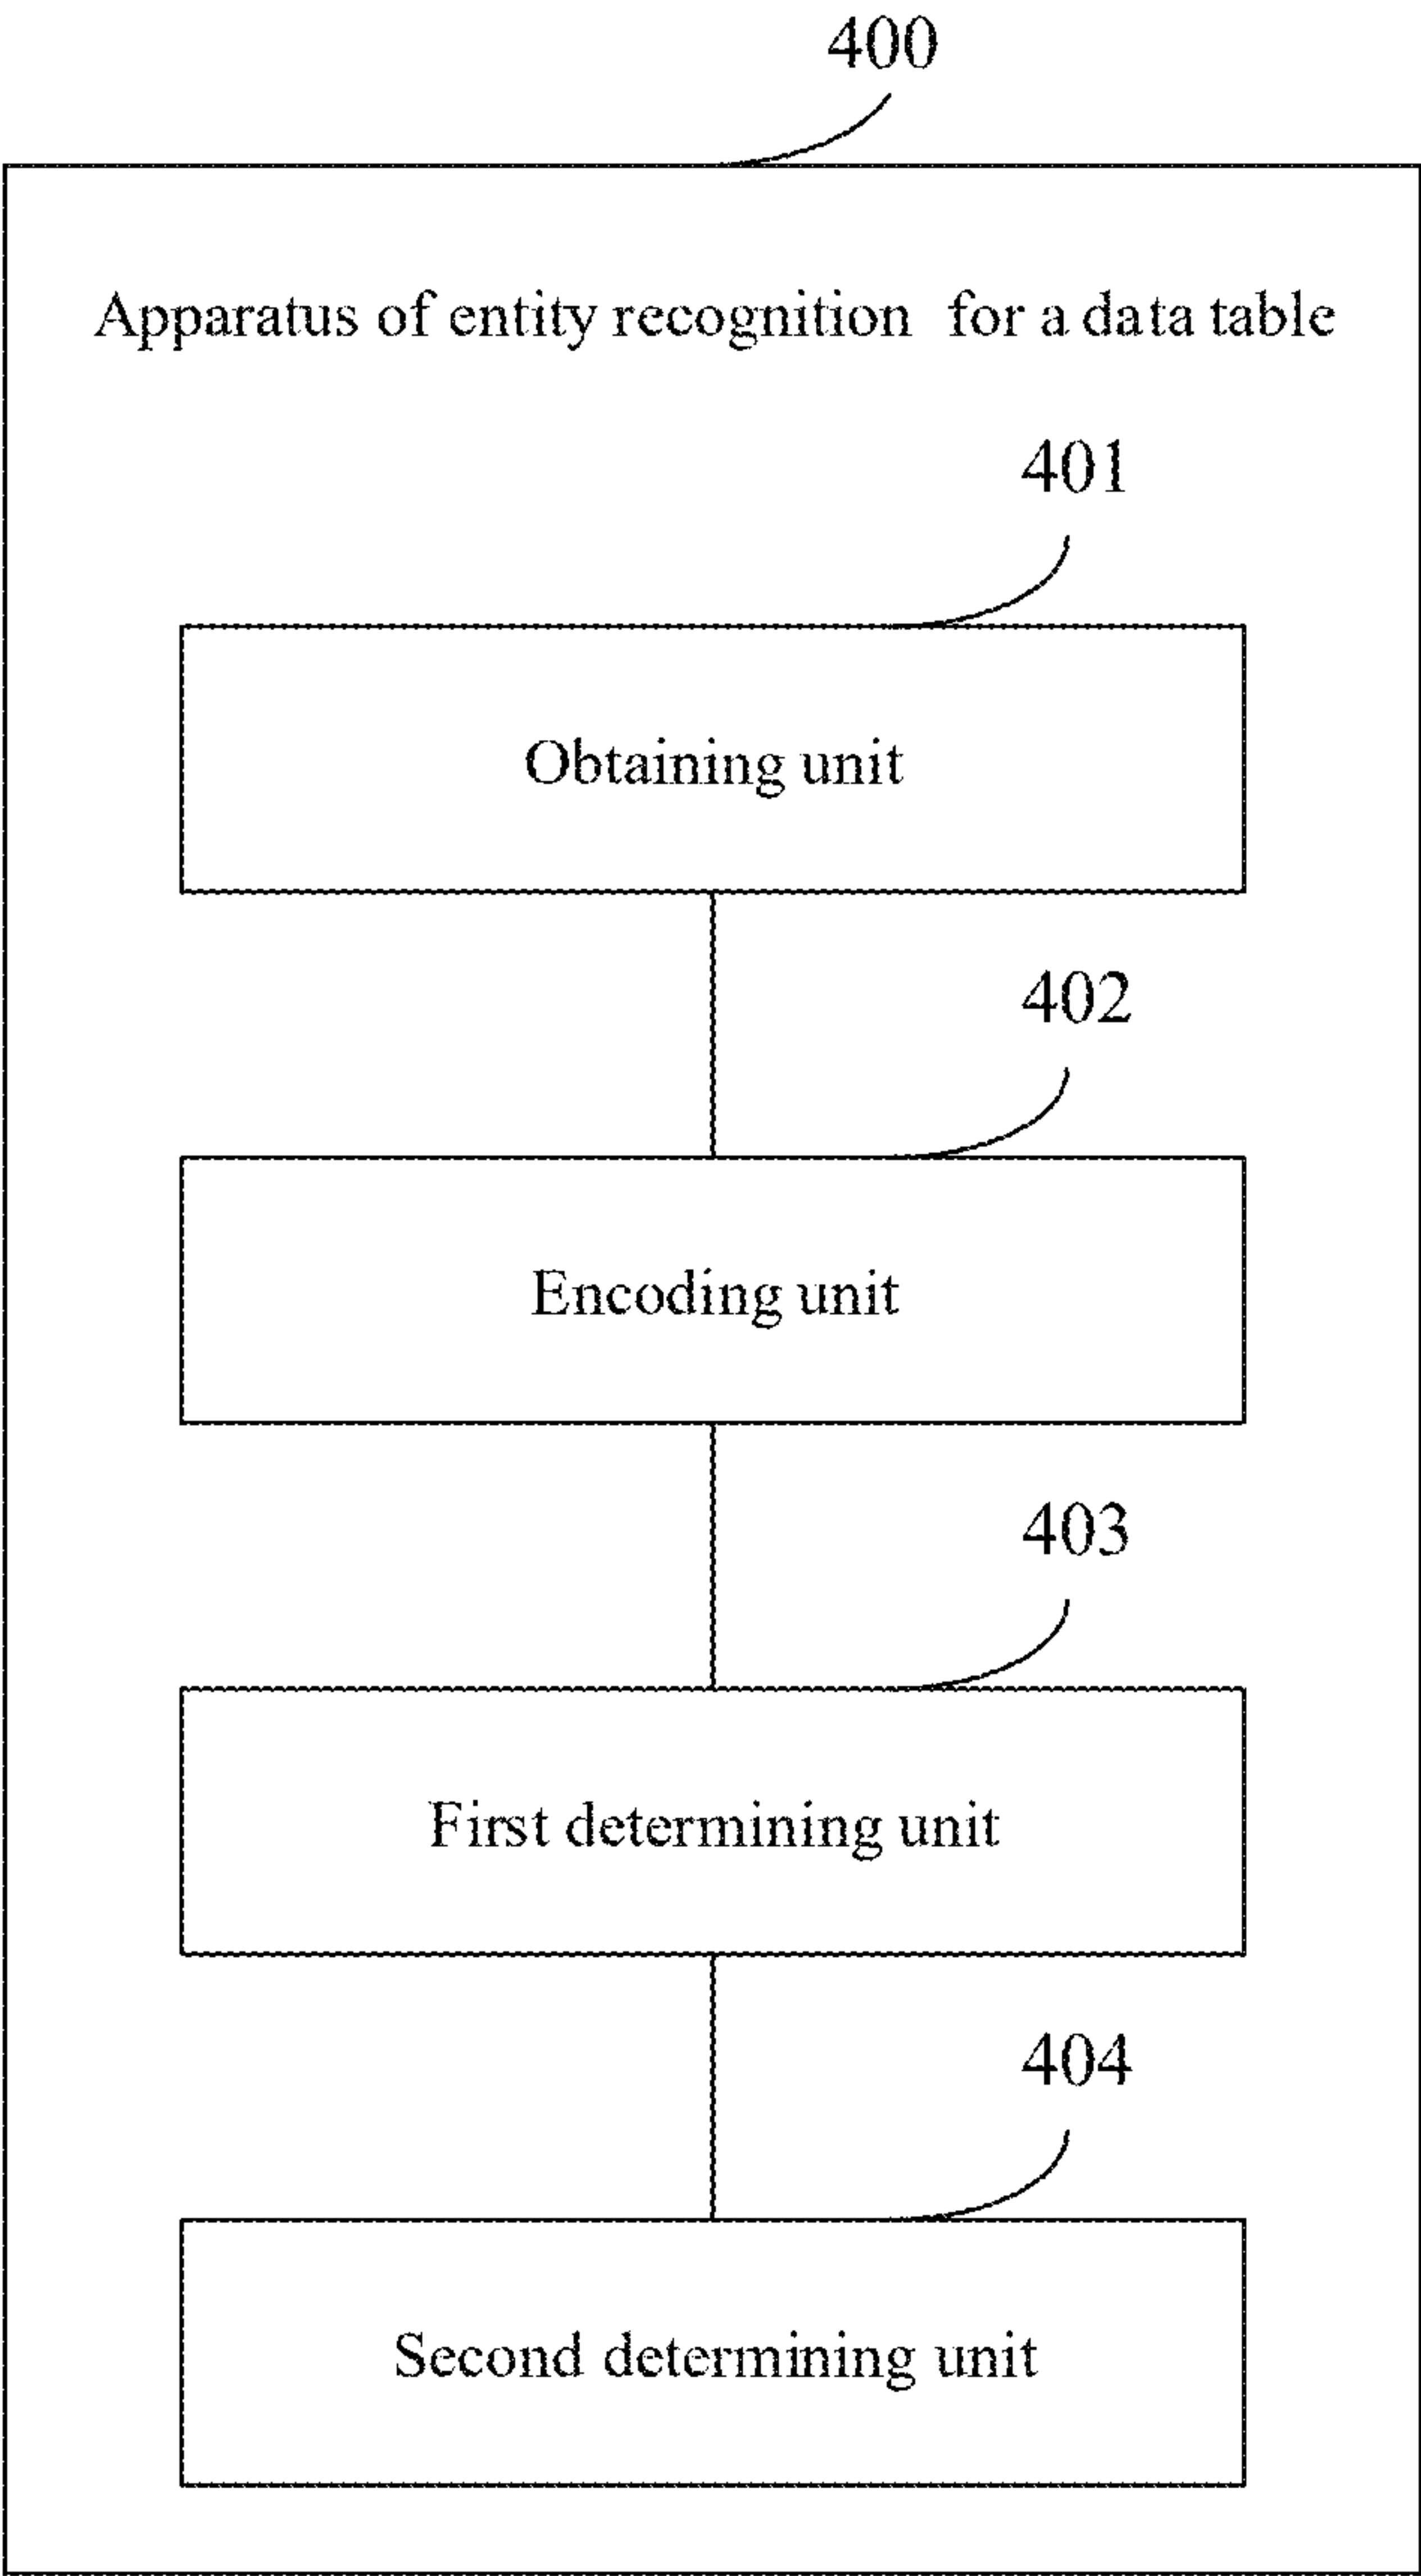 400
Apparatus of entity recognition for a data table
401
Obtaining unit
402
Encoding unit
403
First determining unit
404
Second determining unit